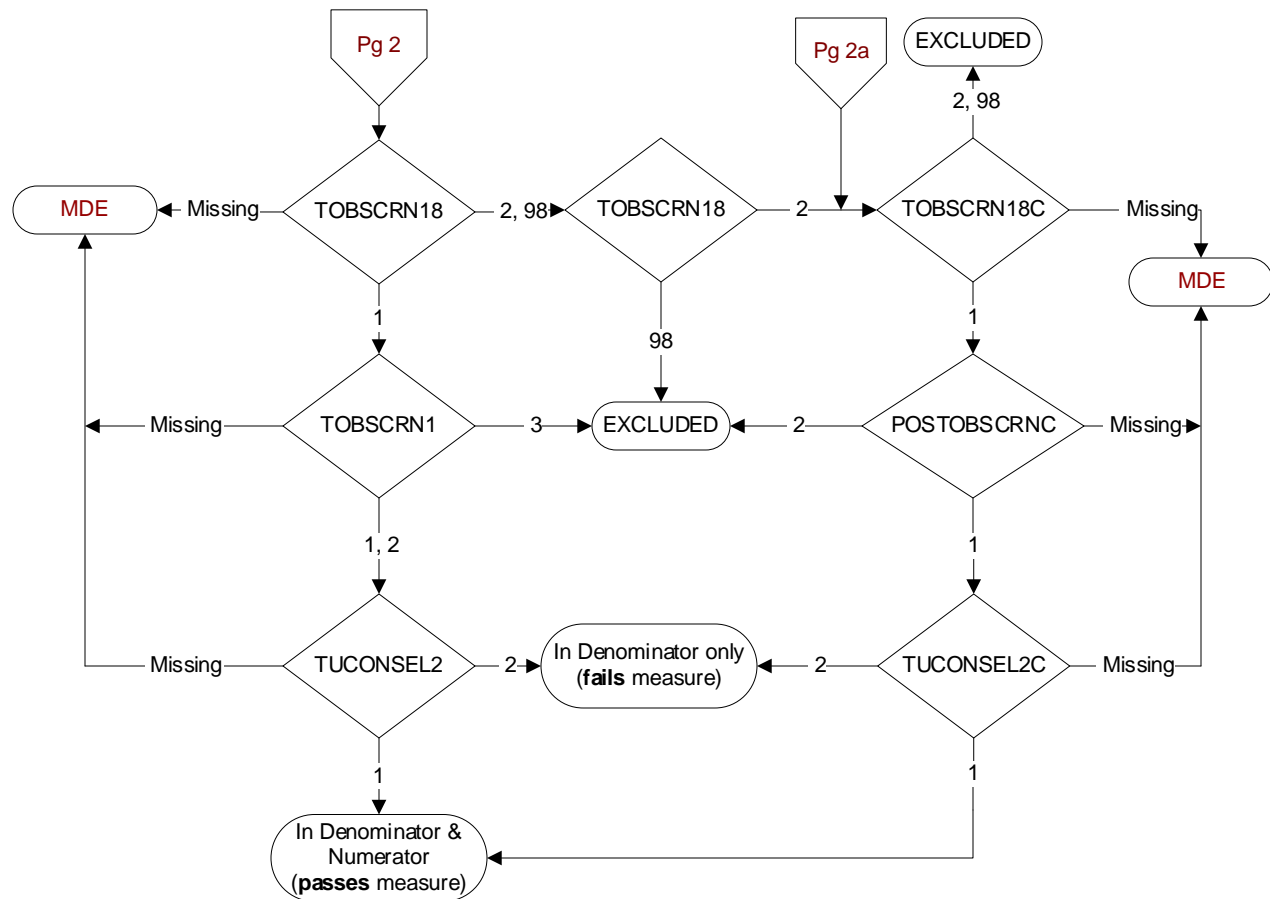 Pg 2
Pg 2a
EXCLUDED
2, 98
MDE
Missing
TOBSCRN18
2, 98
TOBSCRN18
2
TOBSCRN18C
Missing
MDE
1
98
1
Missing
TOBSCRN1
3
EXCLUDED
2
POSTOBSCRNC
Missing
1, 2
1
Missing
TUCONSEL2
2
In Denominator only
(fails measure)
2
TUCONSEL2C
Missing
1
1
In Denominator &
Numerator
(passes measure)